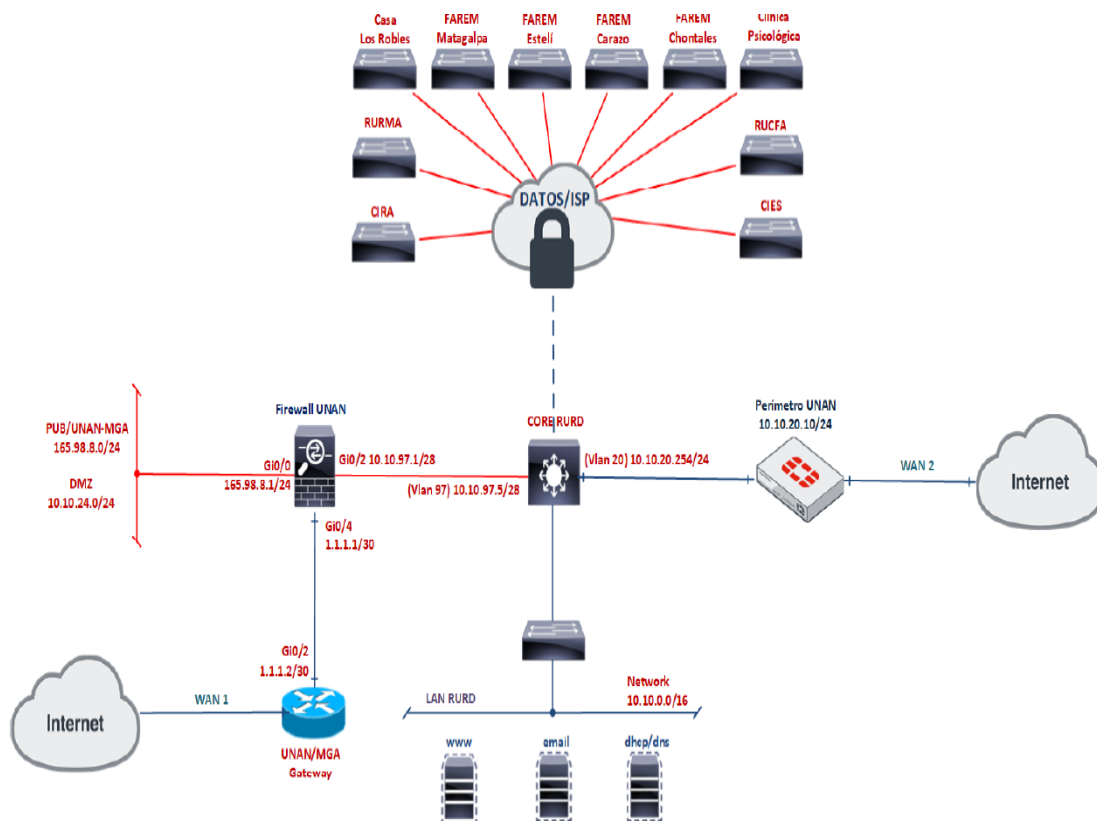 Casa
Los Robles
FAREM
Matagalpa
FAREM
Estelí
FAREM
Carazo
FAREM
Chontales
Clínica
Psicológica
RURMA
RUCFA
DATOS/ISP
CIRA
CIES
Firewall UNAN
CORE RURD
Perímetro UNAN
10.10.20.10/24
PUB/UNAN-MGA
165.98.8.0/24
Gi0/0
165.98.8.1/24
Gi0/2 10.10.97.1/28
(Vlan 97) 10.10.97.5/28
(Vlan 20) 10.10.20.254/24
WAN 2
Internet
DMZ
10.10.24.0/24
Gi0/4
1.1.1.1/30
Gi0/2
1.1.1.2/30
WAN 1
Internet
UNAN/MGA
Gateway
LAN RURD
Network
10.10.0.0/16
www
email
dhcp/dns